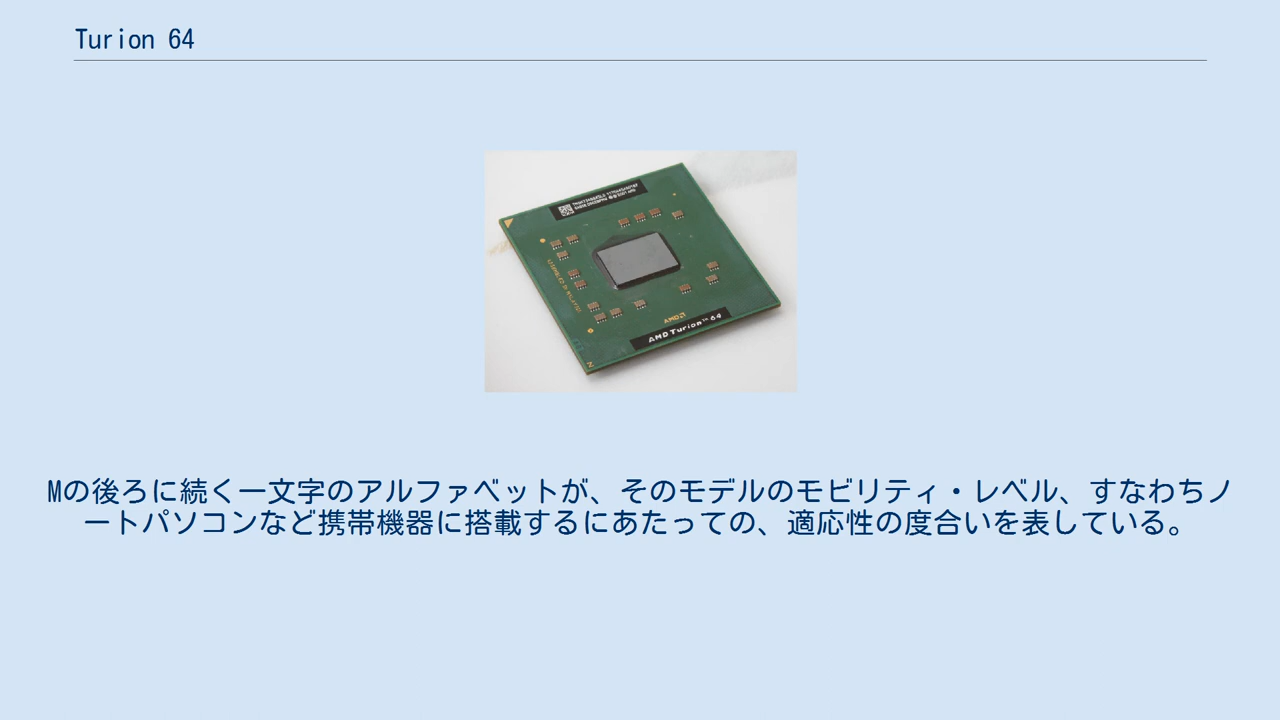 Turion 64
AMD
AMD Turion™ 64
Mの後ろに続く一文字のアルファベットが、そのモデルのモビリティ・レベル、すなわちノ
ートパソコンなど携帯機器に搭載するにあたっての、適応性の度合いを表している。